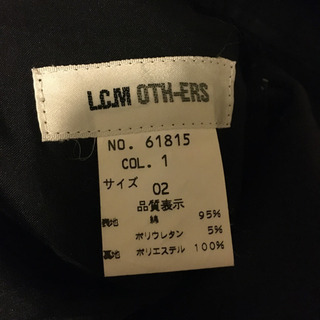 L.C.M OTH-ERS
NO. 61815
COL. 1
サイズ 02
品質表示
表地 綿 95%
ポリウレタン 5%
裏地 ポリエステル 100%